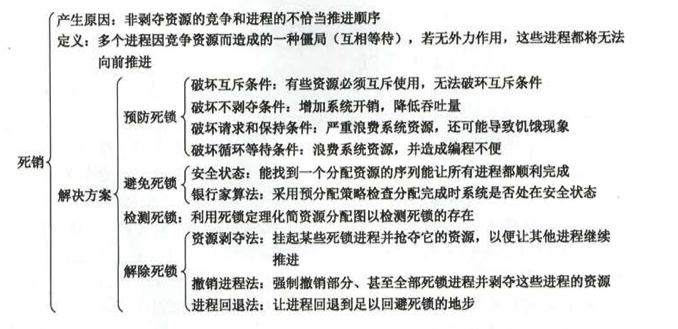 产生原因：非剥夺资源的竞争和进程的不恰当推进顺序
定义：多个进程因竞争资源而造成的一种僵局（互相等待），若无外力作用，这些进程都将无法
向前推进
死销
解决方案
预防死锁
破坏互斥条件：有些资源必须互斥使用，无法破坏互斥条件
破坏不剥夺条件：增加系统开销，降低吞吐量
破坏请求和保持条件：严重浪费系统资源，还可能导致饥饿现象
破坏循环等待条件：浪费系统资源，并造成编程不便
避免死锁
安全状态：能找到一个分配资源的序列能让所有进程都顺利完成
银行家算法：采用预分配策略检查分配完成时系统是否处在安全状态
检测死锁：利用死锁定理化简资源分配图以检测死锁的存在
解除死锁
资源剥夺法：挂起某些死锁进程并抢夺它的资源，以便让其他进程继续
推进
撤销进程法：强制撤销部分、甚至全部死锁进程并剥夺这些进程的资源
进程回退法：让进程回退到足以回避死锁的地步